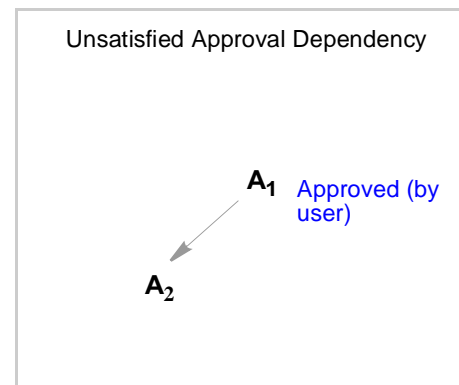 Unsatisfied Approval Dependency
A₁ Approved (by
user)
A₂